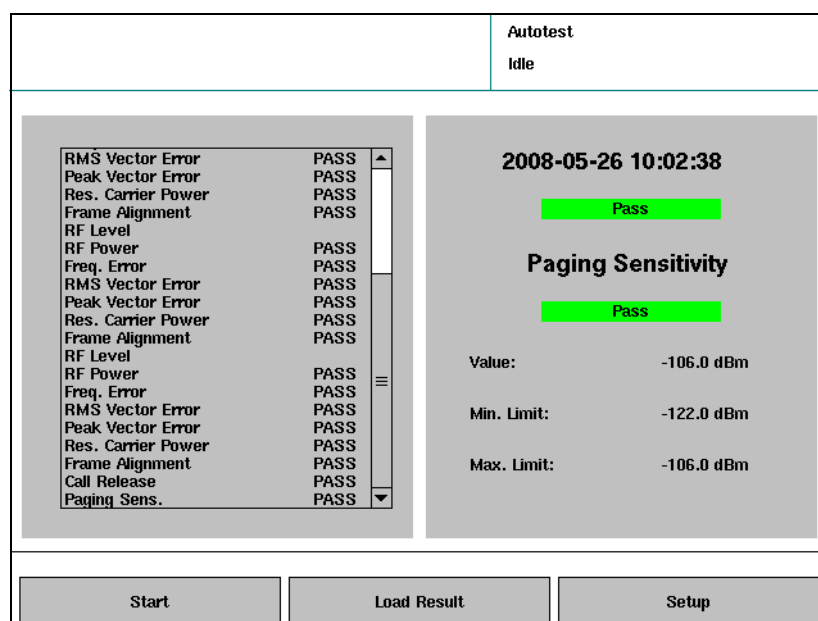 Autotest
Idle
RMS Vector Error PASS
Peak Vector Error PASS
Res. Carrier Power PASS
Frame Alignment PASS
RF Level
RF Power PASS
Freq. Error PASS
RMS Vector Error PASS
Peak Vector Error PASS
Res. Carrier Power PASS
Frame Alignment PASS
RF Level
RF Power PASS
Freq. Error PASS
RMS Vector Error PASS
Peak Vector Error PASS
Res. Carrier Power PASS
Frame Alignment PASS
Call Release PASS
Paging Sens. PASS
2008-05-26 10:02:38
Pass
Paging Sensitivity
Pass
Value: -106.0 dBm
Min. Limit: -122.0 dBm
Max. Limit: -106.0 dBm
Start
Load Result
Setup